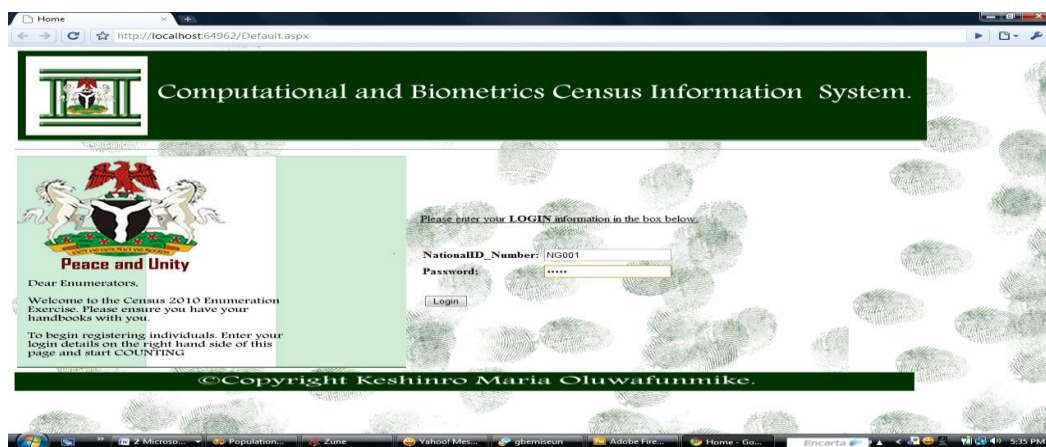 Home
http://localhost:64962/Default.aspx
Computational and Biometrics Census Information System.
Please enter your LOGIN information in the box below.
NationalID_Number: NG001
Password: •••••
Login
Peace and Unity
Dear Enumerators,
Welcome to the Census 2010 Enumeration
Exercise. Please ensure you have your
handbooks with you.
To begin registering individuals. Enter your
login details on the right hand side of this
page and start COUNTING
©Copyright Keshinro Maria Oluwafunmike.
2 Microso... Population... Zune Yahoo! Mes... gbemiseun Adobe Fire... Home - Go... Encarta 5:35 PM